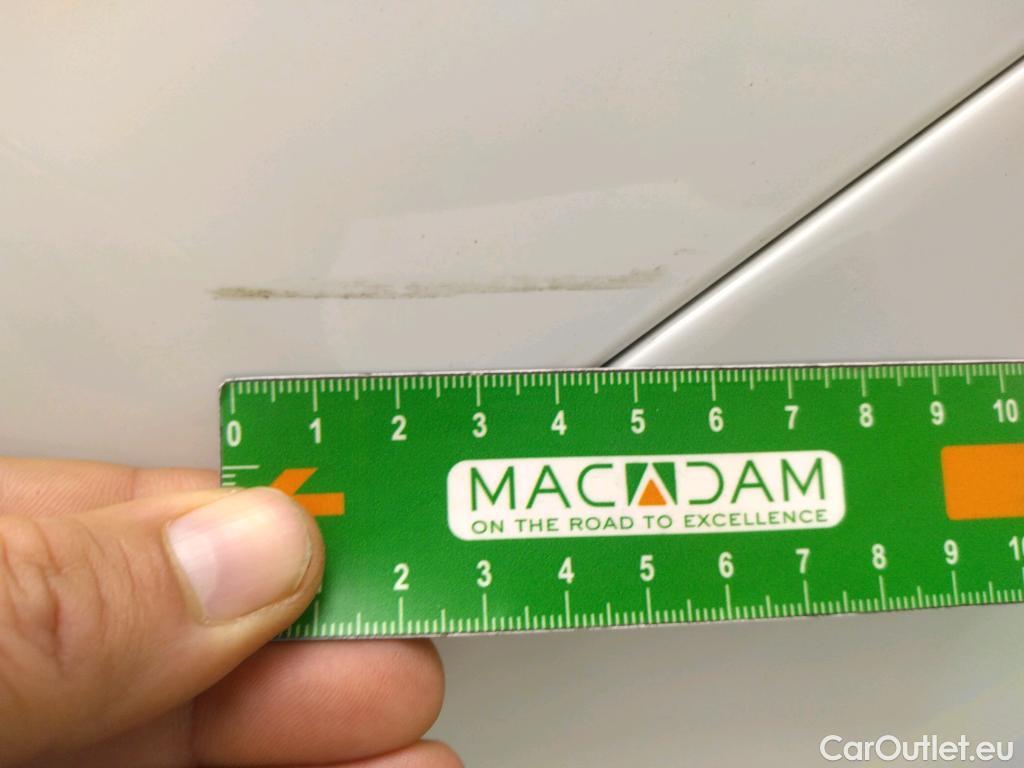 0 1 2 3 4 5 6 7 8 9 10
MACADAM
ON THE ROAD TO EXCELLENCE
2 3 4 5 6 7 8 9
CarOutlet.eu